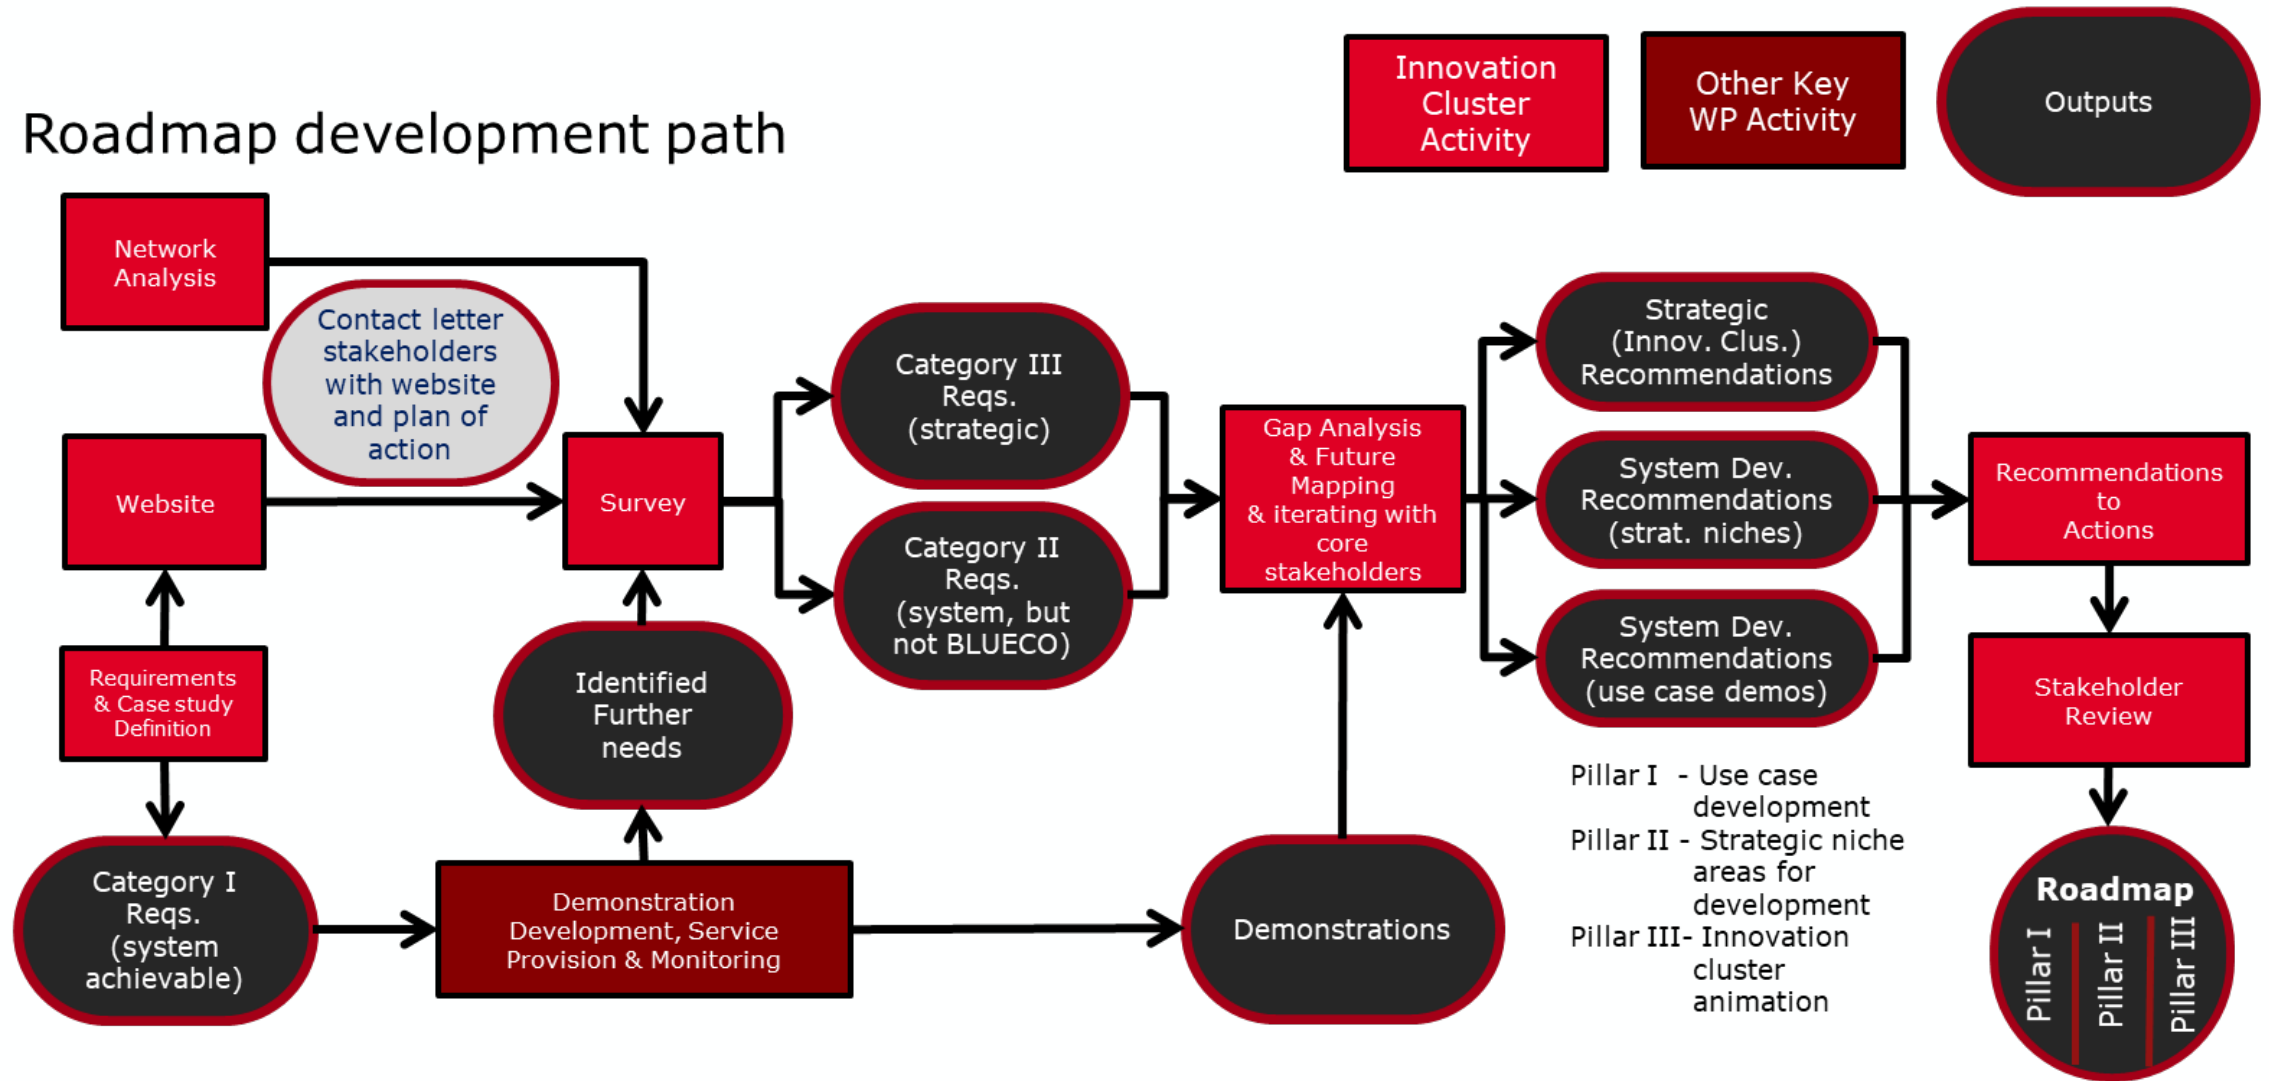 Innovation
Cluster
Activity
Other Key
WP Activity
Outputs
Roadmap development path
Network
Analysis
Contact letter
stakeholders
with website
and plan of
action
Website
Survey
Requirements
& Case study
Definition
Category I
Reqs.
(system
achievable)
Identified
Further
needs
Demonstration
Development, Service
Provision & Monitoring
Category III
Reqs.
(strategic)
Category II
Reqs.
(system, but
not BLUECO)
Gap Analysis
& Future
Mapping
& iterating with
core
stakeholders
Demonstrations
Strategic
(Innov. Clus.)
Recommendations
System Dev.
Recommendations
(strat. niches)
System Dev.
Recommendations
(use case demos)
Pillar I - Use case
development
Pillar II - Strategic niche
areas for
development
Pillar III- Innovation
cluster
animation
Recommendations
to
Actions
Stakeholder
Review
Roadmap
Pillar I
Pillar II
Pillar III